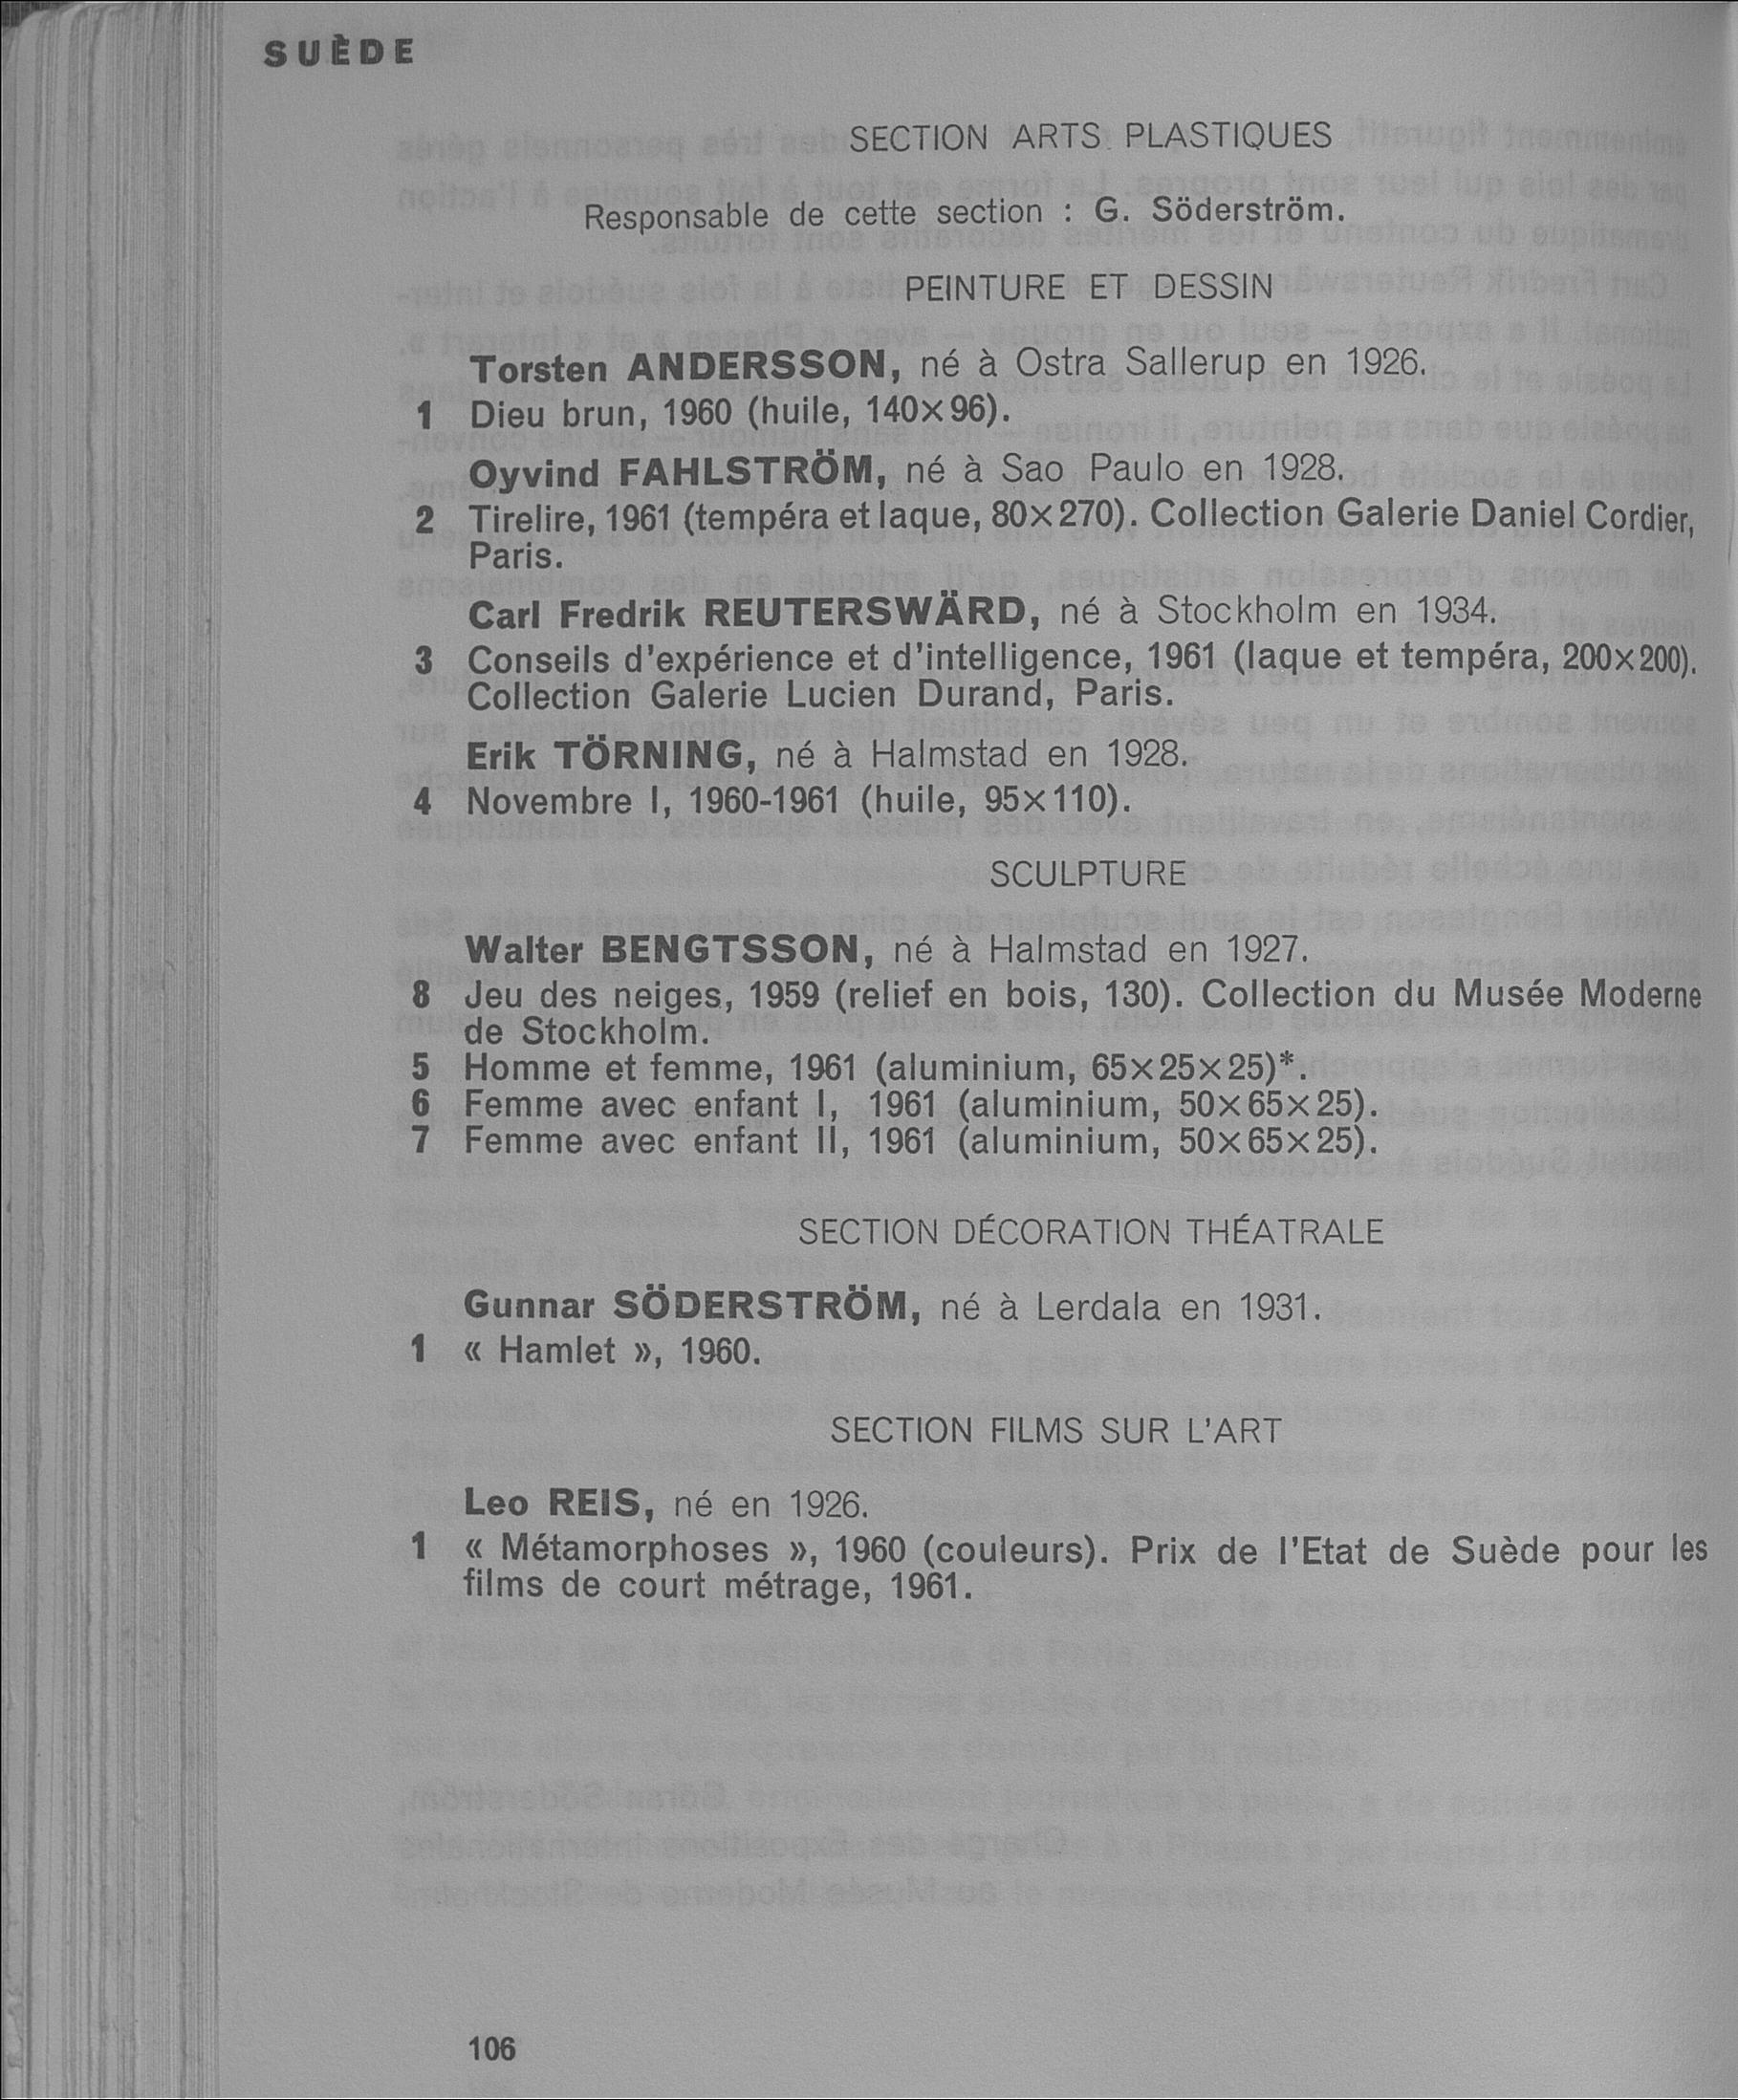 SUÈDE
SECTION ARTS PLASTIQUES
Responsable de cette section : G. Söderström.
PEINTURE ET DESSIN
Torsten ANDERSSON, né à Ostra Sallerup en 1926.
1 Dieu brun, 1960 (huile, 140×96).
Oyvind FAHLSTRÖM, né à Sao Paulo en 1928.
2 Tirelire, 1961 (tempéra et laque, 80×270). Collection Galerie Daniel Cordier,
Paris.
Carl Fredrik REUTERSWÄRD, né à Stockholm en 1934.
3 Conseils d'expérience et d'intelligence, 1961 (laque et tempéra, 200×200).
Collection Galerie Lucien Durand, Paris.
Erik TÖRNING, né à Halmstad en 1928.
4 Novembre I, 1960-1961 (huile, 95×110).
SCULPTURE
Walter BENGTSSON, né à Halmstad en 1927.
8 Jeu des neiges, 1959 (relief en bois, 130). Collection du Musée Moderne
de Stockholm.
5 Homme et femme, 1961 (aluminium, 65×25×25)*.
6 Femme avec enfant I, 1961 (aluminium, 50×65×25).
7 Femme avec enfant II, 1961 (aluminium, 50×65×25).
SECTION DÉCORATION THÉATRALE
Gunnar SÖDERSTRÖM, né à Lerdala en 1931.
1 « Hamlet », 1960.
SECTION FILMS SUR L'ART
Leo REIS, né en 1926.
1 « Métamorphoses », 1960 (couleurs). Prix de l'Etat de Suède pour les
films de court métrage, 1961.
106